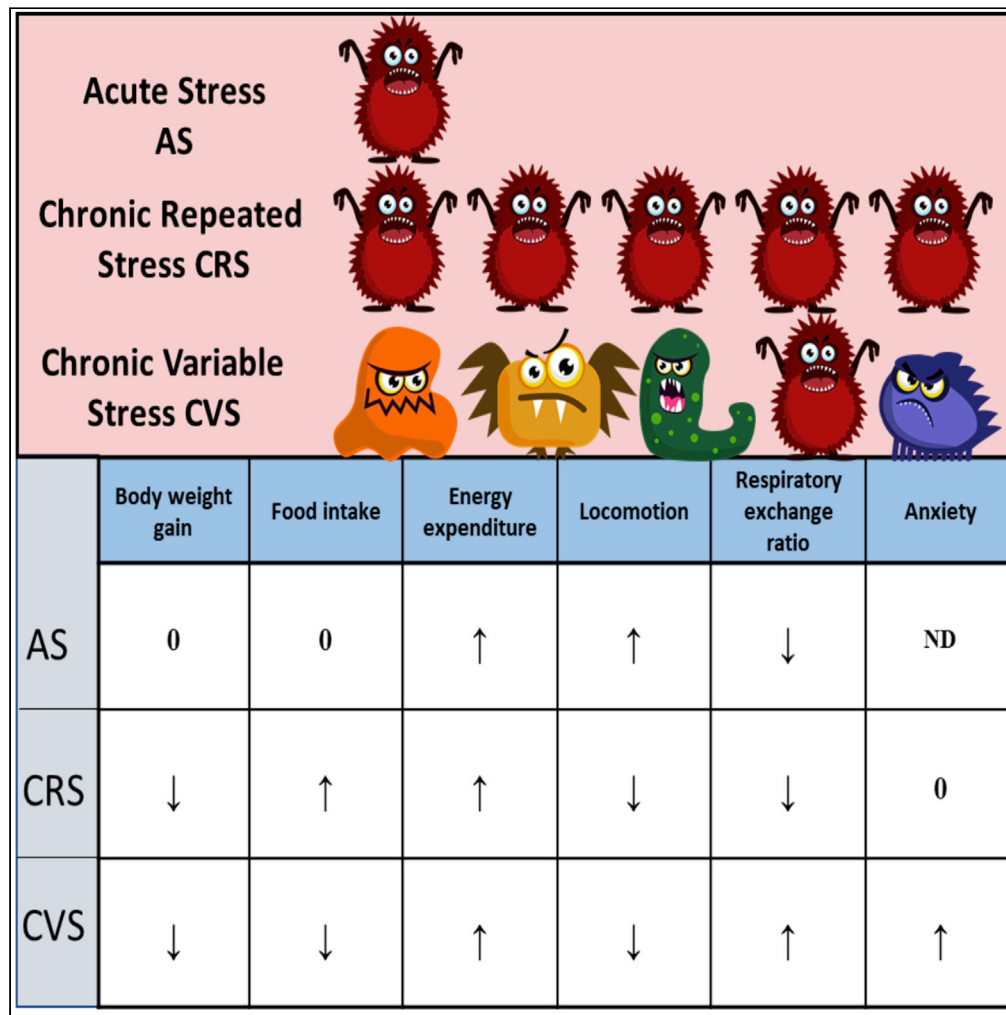 Acute Stress
AS
Chronic Repeated
Stress CRS
Chronic Variable
Stress CVS
Body weight
gain
Food intake
Energy
expenditure
Locomotion
Respiratory
exchange
ratio
Anxiety
AS
0
0
↑
↑
↓
ND
CRS
↓
↑
↑
↓
↓
0
CVS
↓
↓
↑
↓
↑
↑